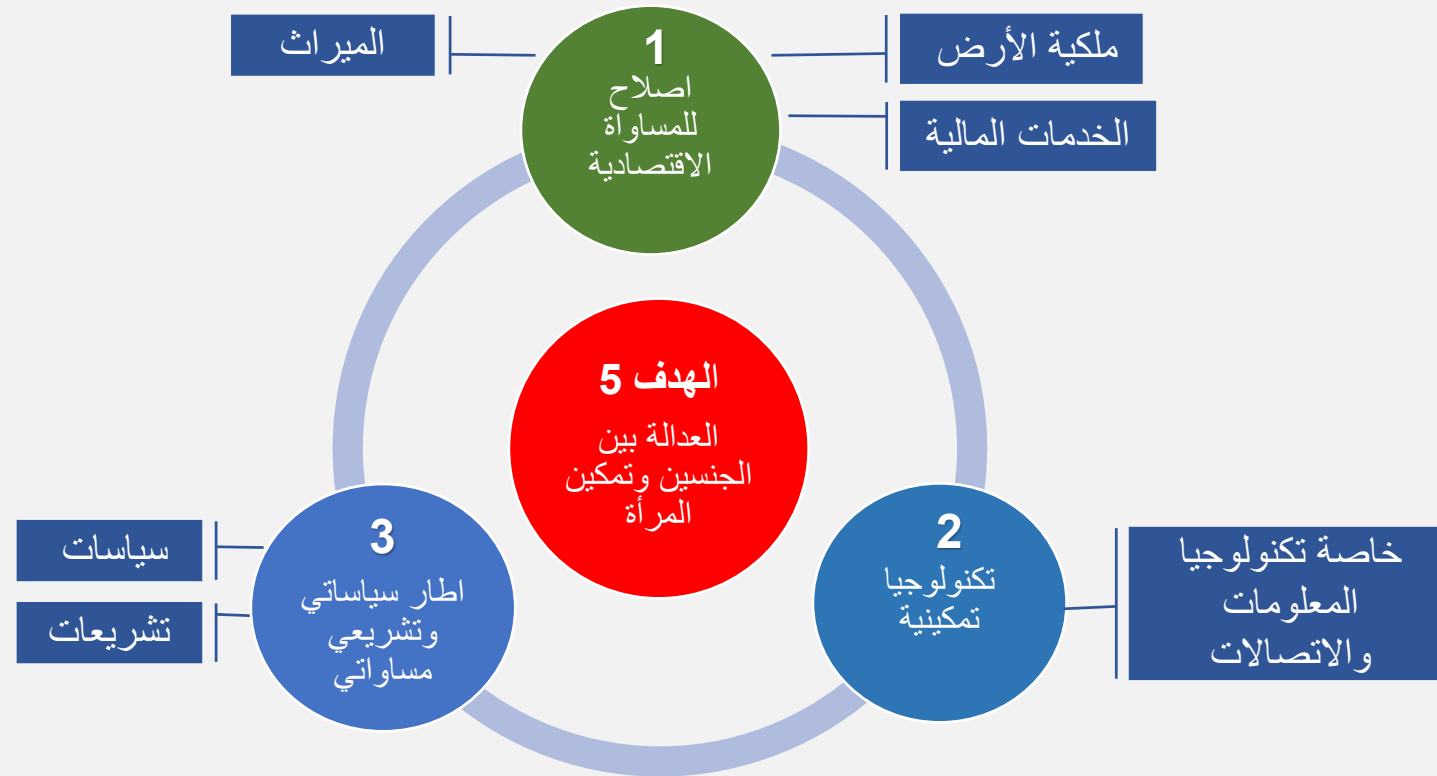 الميراث
1
اصلاح
للمساواة
الاقتصادية
ملكية الأرض
الخدمات المالية
الهدف 5
العدالة بين
الجنسين وتمكين
المرأة
2
تكنولوجيا
تمكينية
خاصة تكنولوجيا
المعلومات
والاتصالات
3
اطار سياساتي
وتشريعي
مساواتي
سياسات
تشريعات